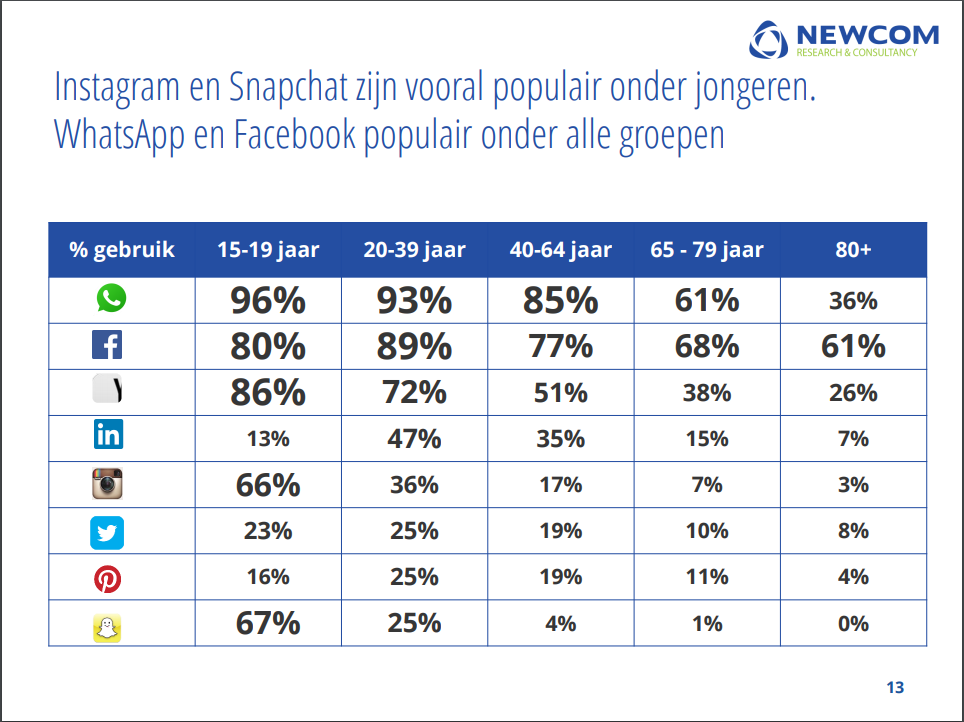 NEWCOM
RESEARCH & CONSULTANCY
Instagram en Snapchat zijn vooral populair onder jongeren.
WhatsApp en Facebook populair onder alle groepen
% gebruik 15-19 jaar 20-39 jaar 40-64 jaar 65 - 79 jaar 80+
96% 93% 85% 61% 36%
80% 89% 77% 68% 61%
86% 72% 51% 38% 26%
in 13% 47% 35% 15% 7%
66% 36% 17% 7% 3%
23% 25% 19% 10% 8%
16% 25% 19% 11% 4%
67% 25% 4% 1% 0%
13